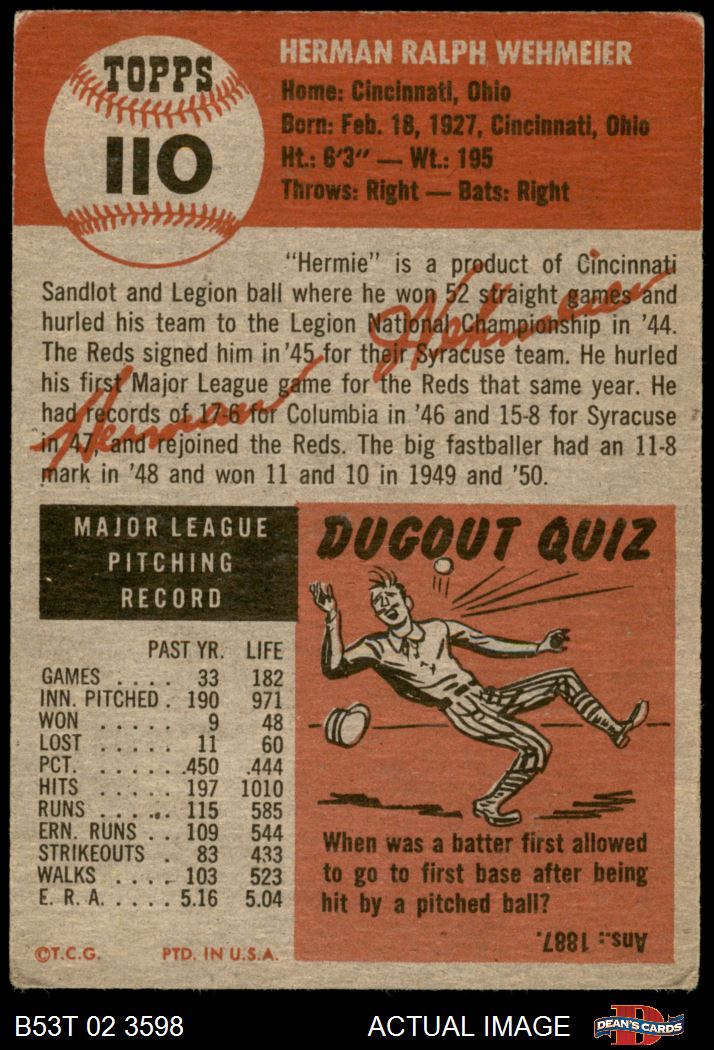 TOPPS
110
HERMAN RALPH WEHMEIER
Home: Cincinnati, Ohio
Born: Feb. 18, 1927, Cincinnati, Ohio
Ht.: 6'3" — Wt.: 195
Throws: Right — Bats: Right
"Hermie" is a product of Cincinnati
Sandlot and Legion ball where he won 52 straight games and
hurled his team to the Legion National Championship in '44.
The Reds signed him in '45 for their Syracuse team. He hurled
his first Major League game for the Reds that same year. He
had records of 17-6 for Columbia in '46 and 15-8 for Syracuse
in '47, and rejoined the Reds. The big fastballer had an 11-8
mark in '48 and won 11 and 10 in 1949 and '50.
Herman Wehmeier
MAJOR LEAGUE
PITCHING
RECORD
PAST YR. LIFE
GAMES .... 33 182
INN. PITCHED . 190 971
WON ..... 9 48
LOST ..... 11 60
PCT. ...... .450 .444
HITS ..... 197 1010
RUNS ..... 115 585
ERN. RUNS .. 109 544
STRIKEOUTS . 83 433
WALKS .... 103 523
E. R. A. ..... 5.16 5.04
©T.C.G. PTD. IN U.S.A.
DUGOUT QUIZ
When was a batter first allowed
to go to first base after being
hit by a pitched ball?
Ans.: 1887.
B53T 02 3598 ACTUAL IMAGE
D
DEAN'S CARDS